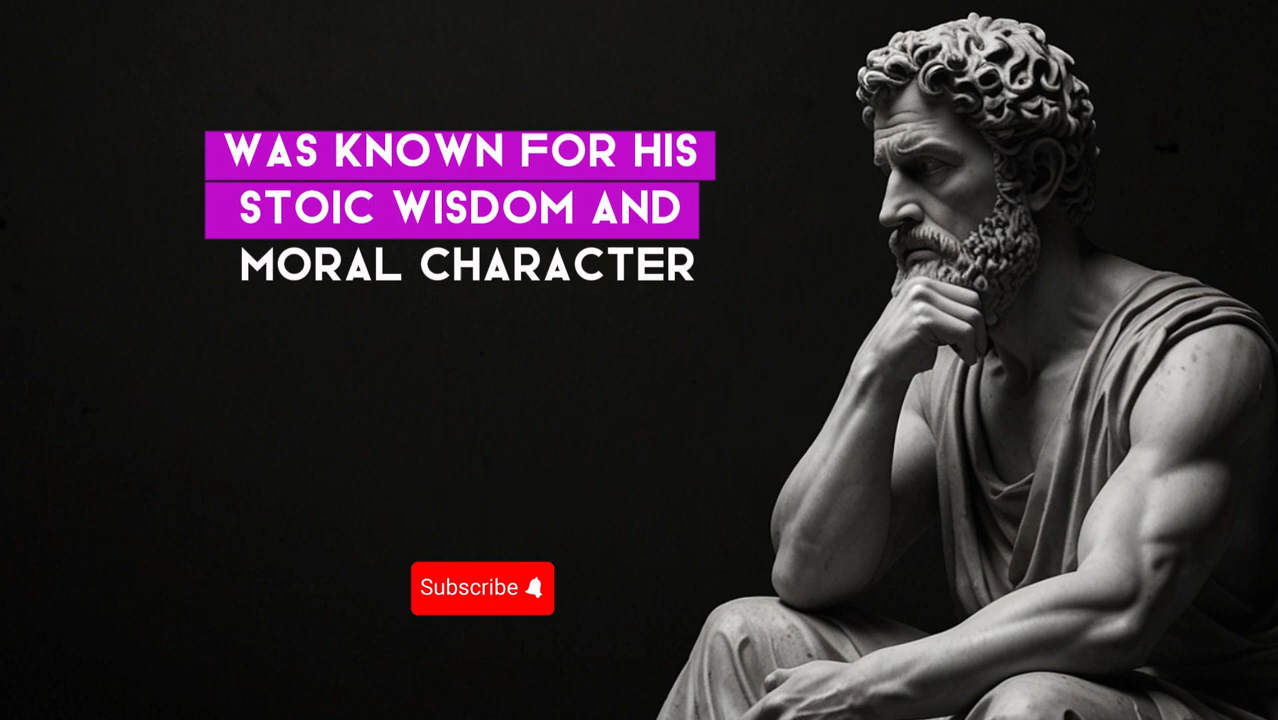 WAS KNOWN FOR HIS
STOIC WISDOM AND
MORAL CHARACTER
Subscribe